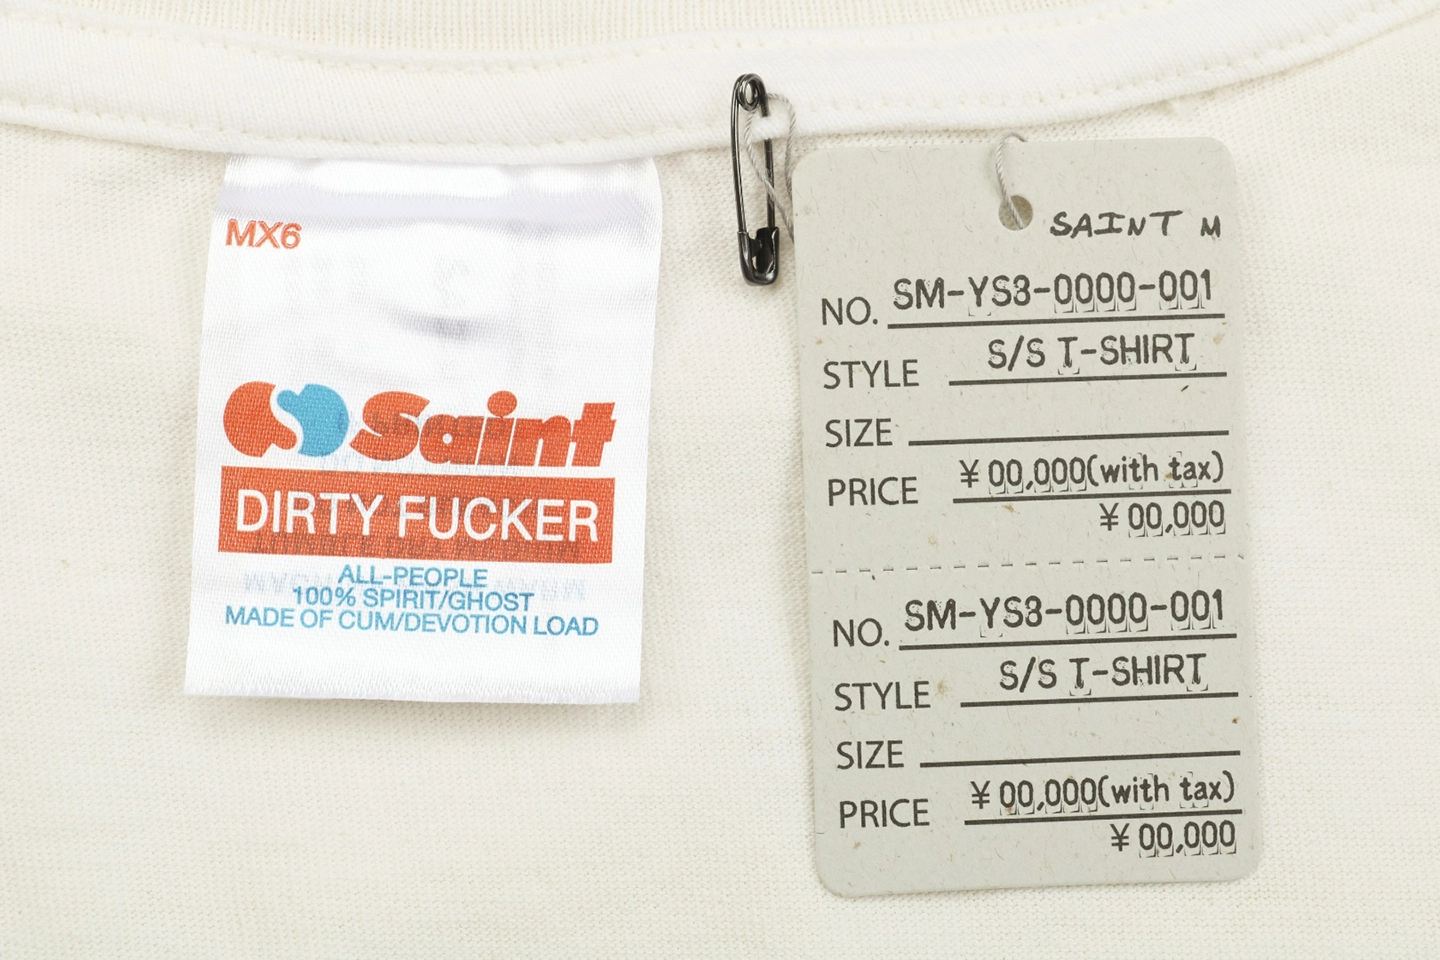 MX6
Saint
DIRTY FUCKER
ALL-PEOPLE
100% SPIRIT/GHOST
MADE OF CUM/DEVOTION LOAD
SAINT M
NO. SM-YS3-0000-001
STYLE S/S T-SHIRT
SIZE
PRICE ¥00,000(with tax)
¥00,000
NO. SM-YS3-0000-001
STYLE S/S T-SHIRT
SIZE
PRICE ¥00,000(with tax)
¥00,000